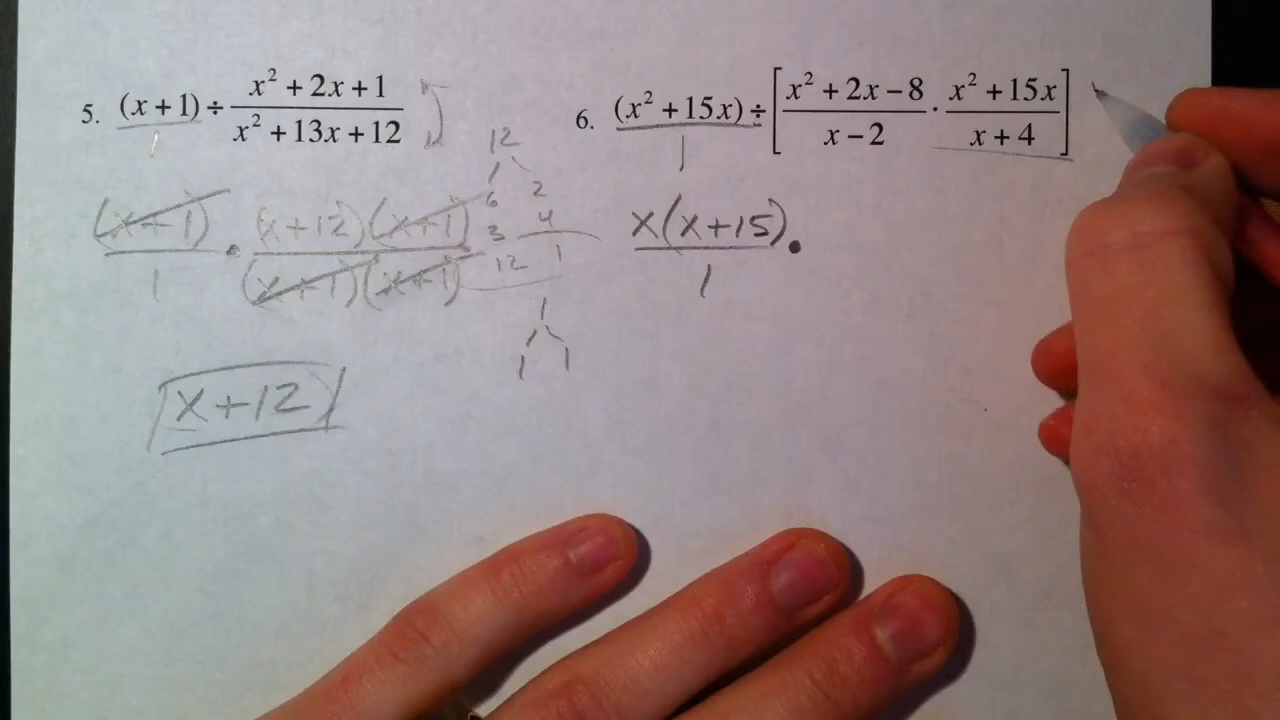 5. (x + 1) ÷ (x² + 2x + 1)/(x² + 13x + 12)
1
(x+1)/1 · (x+12)(x+1)/(x+1)(x+1)
12
6 2
3 4
12 1
1
1 1
x+12
6. (x² + 15x) ÷ [(x² + 2x − 8)/(x − 2) · (x² + 15x)/(x + 4)]
1
x(x+15)/1 ·